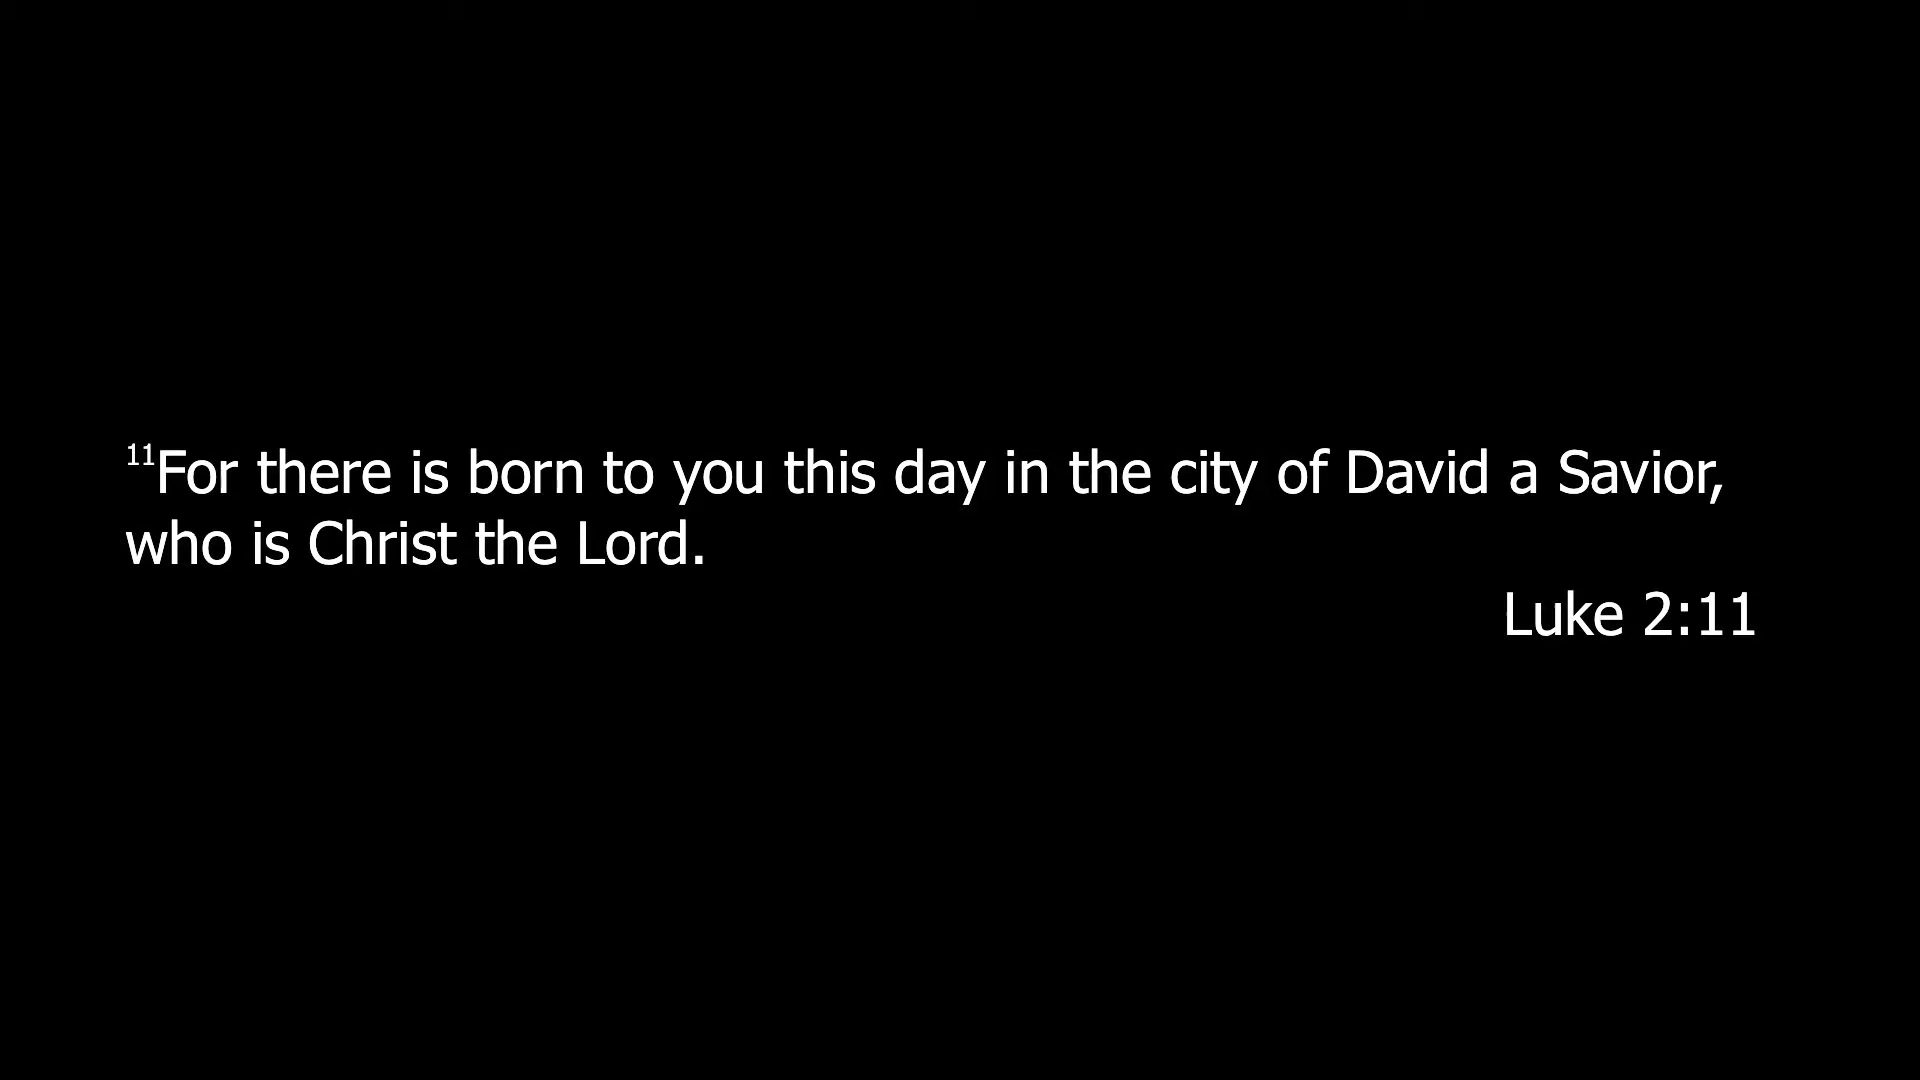 11For there is born to you this day in the city of David a Savior,
who is Christ the Lord.
Luke 2:11